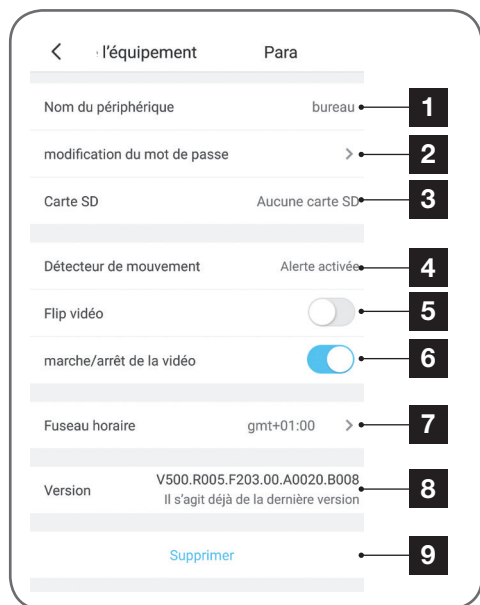 l'équipement Para
Nom du périphérique bureau 1
modification du mot de passe > 2
Carte SD Aucune carte SD 3
Détecteur de mouvement Alerte activée 4
Flip vidéo 5
marche/arrêt de la vidéo 6
Fuseau horaire gmt+01:00 > 7
V500.R005.F203.00.A0020.B008
Version 8
Il s'agit déjà de la dernière version
Supprimer 9